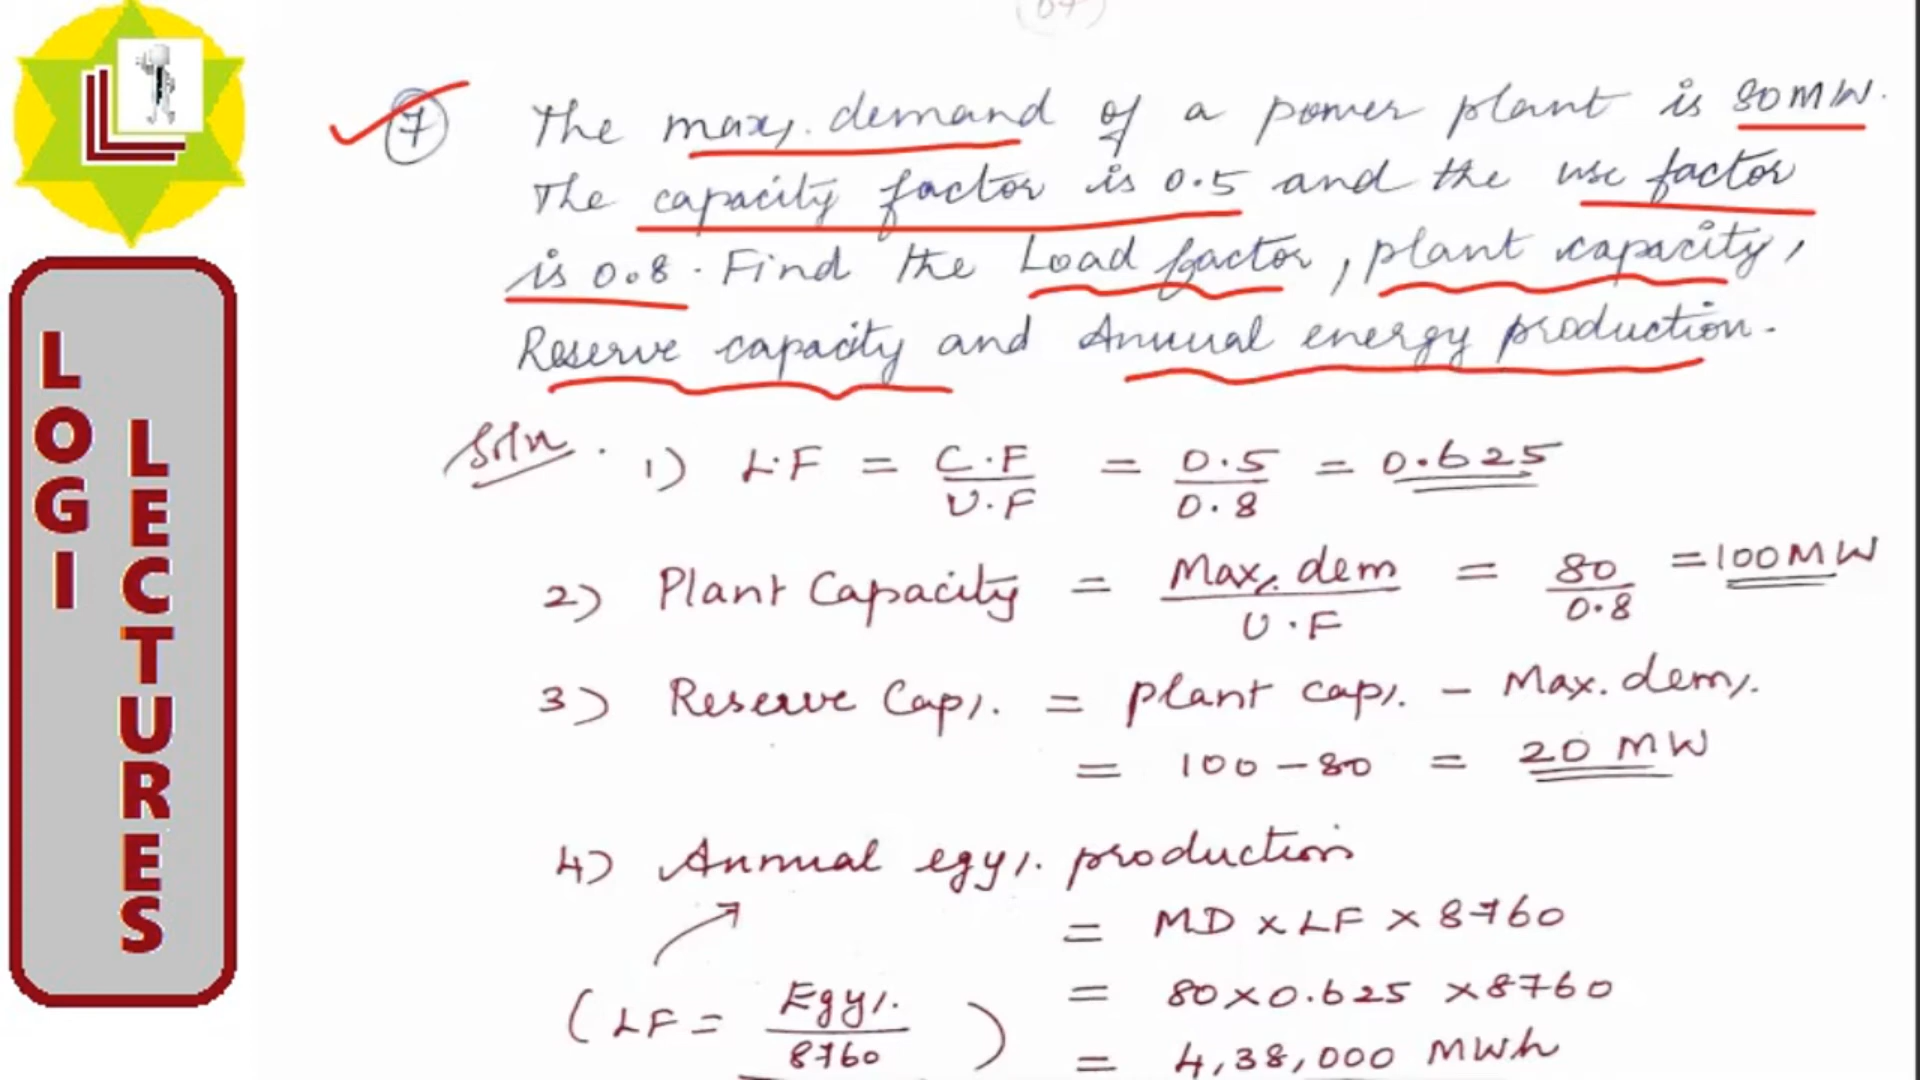 LOGI
LECTURES
7 The max. demand of a power plant is 80MW.
The capacity factor is 0.5 and the use factor
is 0.8. Find the Load factor, plant capacity,
Reserve capacity and Annual energy production.
Soln. 1) L.F = C.F / U.F = 0.5 / 0.8 = 0.625
2) Plant Capacity = Max. dem / U.F = 80 / 0.8 = 100MW
3) Reserve Cap. = plant cap. - Max. dem.
= 100-80 = 20 MW
4) Annual egy. production
= MD x LF x 8760
= 80x0.625 x8760
(LF = Egy. / 8760)
= 4,38,000 MWh